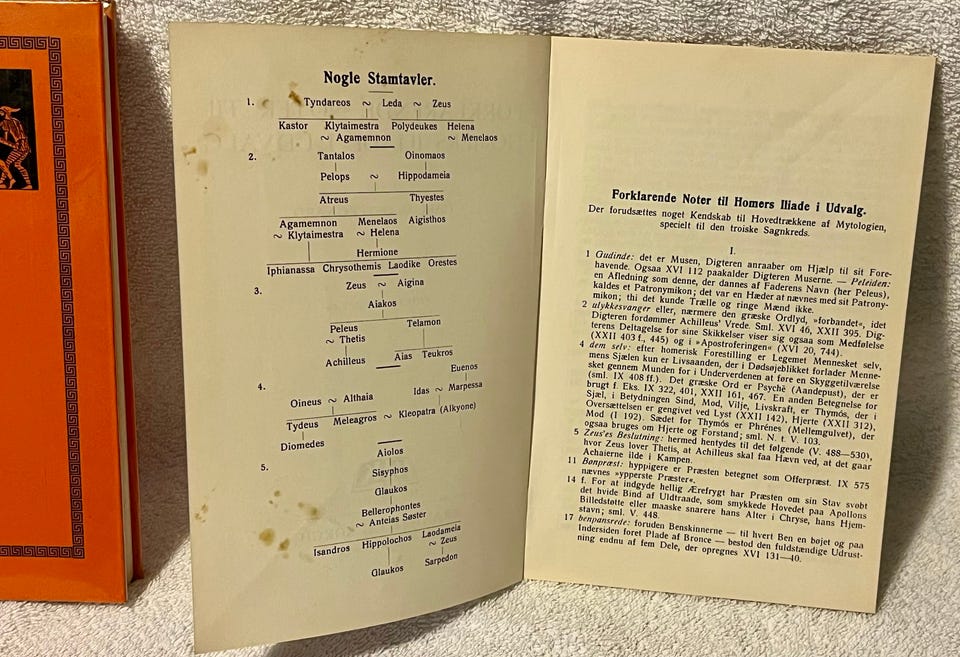 Nogle Stamtavler.
1. Tyndareos ~ Leda ~ Zeus
Kastor Klytaimestra Polydeukes Helena
~ Agamemnon ~ Menelaos
2. Tantalos Oinomaos
Pelops ~ Hippodameia
Atreus Thyestes
Agamemnon Menelaos Aigisthos
~ Klytaimestra ~ Helena
Hermione
Iphianassa Chrysothemis Laodike Orestes
3. Zeus ~ Aigina
Aiakos
Peleus Telamon
~ Thetis
Achilleus Aias Teukros
Euenos
4. Idas ~ Marpessa
Oineus ~ Althaia
Tydeus Meleagros ~ Kleopatra (Alkyone)
Diomedes
5. Aiolos
Sisyphos
Glaukos
Bellerophontes
~ Anteias Søster
Isandros Hippolochos Laodameia
~ Zeus
Glaukos Sarpedon
Forklarende Noter til Homers Iliade i Udvalg.
Der forudsættes noget Kendskab til Hovedtrækkene af Mytologien,
specielt til den troiske Sagnkreds.
I.
1 Gudinde: det er Musen, Digteren anraaber om Hjælp til sit Fore-
havende. Ogsaa XVI 112 paakalder Digteren Muserne. — Peleiden:
en Afledning som denne, der dannes af Faderens Navn (her Peleus),
kaldes et Patronymikon; det var en Hæder at nævnes med sit Patrony-
mikon; thi det kunde Trælle og ringe Mænd ikke.
2 ulykkesvanger eller, nærmere den græske Ordlyd, »forbandet«, idet
Digteren fordømmer Achilleus' Vrede. Sml. XVI 46, XXII 395. Dig-
terens Deltagelse for sine Skikkelser viser sig ogsaa som Medfølelse
(XXII 403 f., 445) og i »Apostroferingen« (XVI 20, 744).
4 dem selv: efter homerisk Forestilling er Legemet Mennesket selv,
mens Sjælen kun er Livsaanden, der i Dødsøjeblikket forlader Menne-
sket gennem Munden for i Underverdenen at føre en Skyggetilværelse
(sml. IX 408 ff.). Det græske Ord er Psychē (Aandepust), der er
brugt f. Eks. IX 322, 401, XXII 161, 467. En anden Betegnelse for
Sjæl, i Betydningen Sind, Mod, Vilje, Livskraft, er Thymós, der i
Oversættelsen er gengivet ved Lyst (XXII 142), Hjerte (XXII 312),
Mod (I 192). Sædet for Thymós er Phrénes (Mellemgulvet), der
ogsaa bruges om Hjerte og Forstand; sml. N. t. V. 103.
5 Zeus'es Beslutning: hermed hentydes til det følgende (V. 488—530),
hvor Zeus lover Thetis, at Achilleus skal faa Hævn ved, at det gaar
Achaierne ilde i Kampen.
11 Bønpræst: hyppigere er Præsten betegnet som Offerpræst. IX 575
nævnes »ypperste Præster«.
14 f. For at indgyde hellig Ærefrygt har Præsten om sin Stav svøbt
det hvide Bind af Uldtraade, som smykkede Hovedet paa Apollons
Billedstøtte eller maaske snarere hans Alter i Chryse, hans Hjem-
stavn; sml. V. 448.
17 benpansrede: foruden Benskinnerne — til hvert Ben en bøjet og paa
Indersiden foret Plade af Bronce — bestod den fuldstændige Udrust-
ning endnu af fem Dele, der opregnes XVI 131—40.